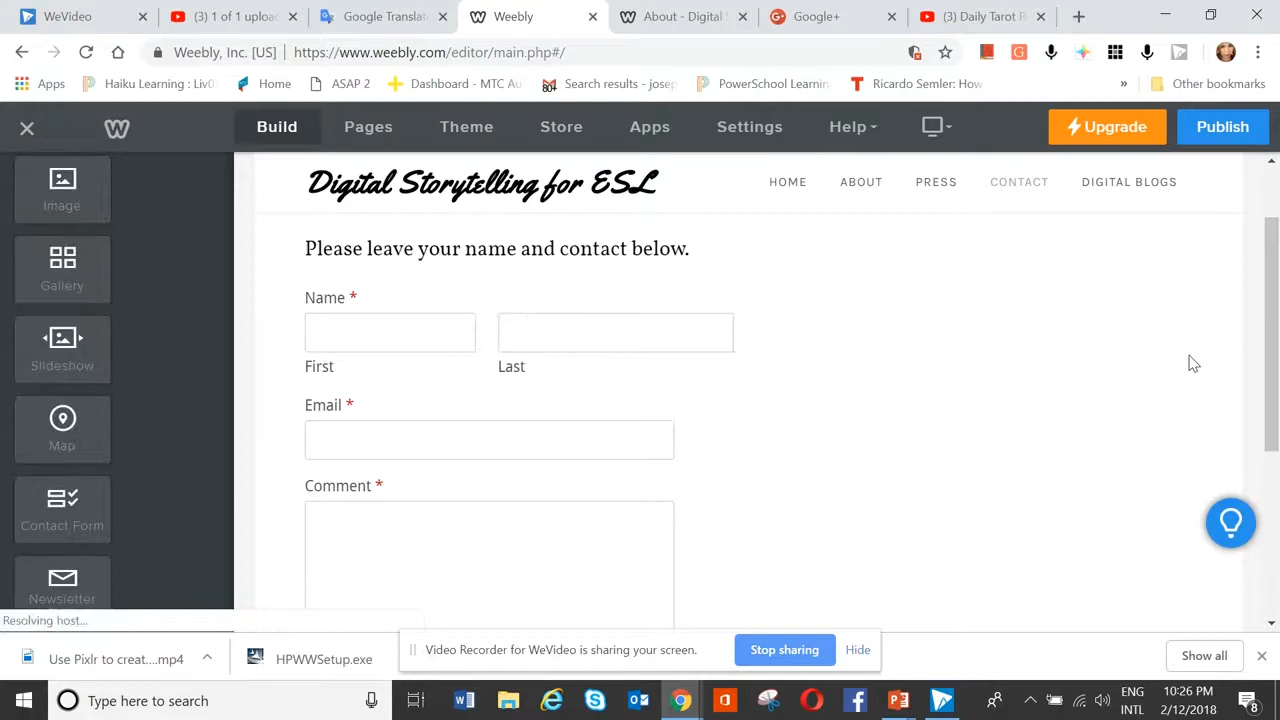 WeVideo
(3) 1 of 1 upload
Google Translat
Weebly
About - Digital S
Google+
(3) Daily Tarot R
Weebly, Inc. [US]
https://www.weebly.com/editor/main.php#/
Apps
Haiku Learning : Liv01
Home
ASAP 2
Dashboard - MTC Au
Search results - josep
PowerSchool Learnin
Ricardo Semler: How
»
Other bookmarks
Build
Pages
Theme
Store
Apps
Settings
Help
Upgrade
Publish
Image
Gallery
Slideshow
Map
Contact Form
Newsletter
Digital Storytelling for ESL
HOME
ABOUT
PRESS
CONTACT
DIGITAL BLOGS
Please leave your name and contact below.
Name *
First
Last
Email *
Comment *
Resolving host...
Use Pixlr to creat....mp4
HPWWSetup.exe
Video Recorder for WeVideo is sharing your screen.
Stop sharing
Hide
Show all
Type here to search
ENG
INTL
10:26 PM
2/12/2018
8